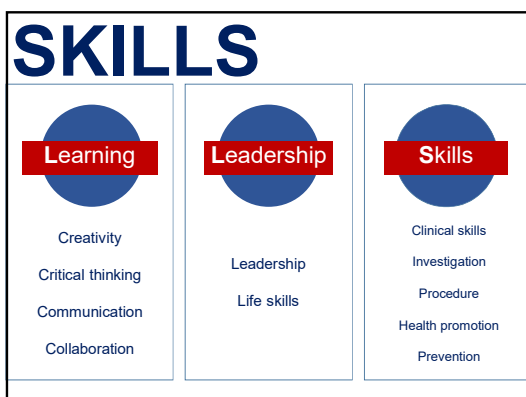 SKILLS
Learning
Creativity
Critical thinking
Communication
Collaboration
Leadership
Leadership
Life skills
Skills
Clinical skills
Investigation
Procedure
Health promotion
Prevention